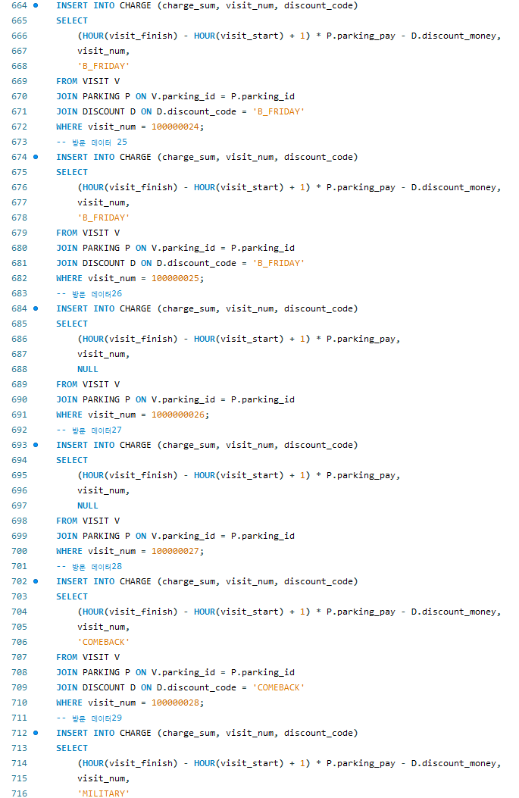 664 INSERT INTO CHARGE (charge_sum, visit_num, discount_code)
665 SELECT
666 (HOUR(visit_finish) - HOUR(visit_start) + 1) * P.parking_pay - D.discount_money,
667 visit_num,
668 'B_FRIDAY'
669 FROM VISIT V
670 JOIN PARKING P ON V.parking_id = P.parking_id
671 JOIN DISCOUNT D ON D.discount_code = 'B_FRIDAY'
672 WHERE visit_num = 100000024;
673 -- 방문 데이터 25
674 INSERT INTO CHARGE (charge_sum, visit_num, discount_code)
675 SELECT
676 (HOUR(visit_finish) - HOUR(visit_start) + 1) * P.parking_pay - D.discount_money,
677 visit_num,
678 'B_FRIDAY'
679 FROM VISIT V
680 JOIN PARKING P ON V.parking_id = P.parking_id
681 JOIN DISCOUNT D ON D.discount_code = 'B_FRIDAY'
682 WHERE visit_num = 100000025;
683 -- 방문 데이터26
684 INSERT INTO CHARGE (charge_sum, visit_num, discount_code)
685 SELECT
686 (HOUR(visit_finish) - HOUR(visit_start) + 1) * P.parking_pay,
687 visit_num,
688 NULL
689 FROM VISIT V
690 JOIN PARKING P ON V.parking_id = P.parking_id
691 WHERE visit_num = 100000026;
692 -- 방문 데이터27
693 INSERT INTO CHARGE (charge_sum, visit_num, discount_code)
694 SELECT
695 (HOUR(visit_finish) - HOUR(visit_start) + 1) * P.parking_pay,
696 visit_num,
697 NULL
698 FROM VISIT V
699 JOIN PARKING P ON V.parking_id = P.parking_id
700 WHERE visit_num = 100000027;
701 -- 방문 데이터28
702 INSERT INTO CHARGE (charge_sum, visit_num, discount_code)
703 SELECT
704 (HOUR(visit_finish) - HOUR(visit_start) + 1) * P.parking_pay - D.discount_money,
705 visit_num,
706 'COMEBACK'
707 FROM VISIT V
708 JOIN PARKING P ON V.parking_id = P.parking_id
709 JOIN DISCOUNT D ON D.discount_code = 'COMEBACK'
710 WHERE visit_num = 100000028;
711 -- 방문 데이터29
712 INSERT INTO CHARGE (charge_sum, visit_num, discount_code)
713 SELECT
714 (HOUR(visit_finish) - HOUR(visit_start) + 1) * P.parking_pay - D.discount_money,
715 visit_num,
716 'MILITARY'